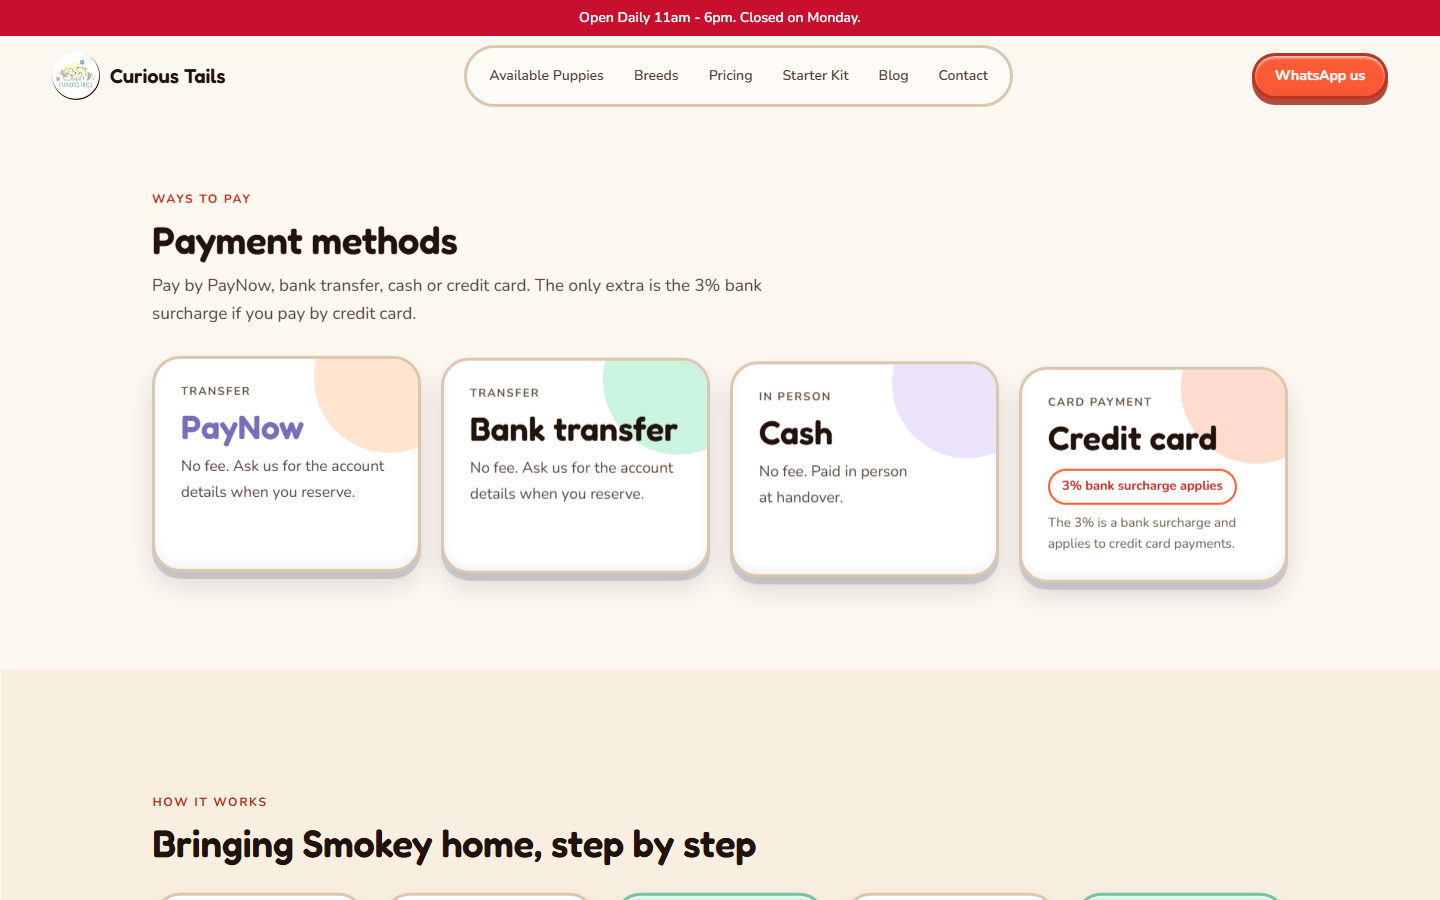 Open Daily 11am - 6pm. Closed on Monday.
Curious Tails
Available Puppies
Breeds
Pricing
Starter Kit
Blog
Contact
WhatsApp us
WAYS TO PAY
Payment methods
Pay by PayNow, bank transfer, cash or credit card. The only extra is the 3% bank
surcharge if you pay by credit card.
TRANSFER
PayNow
No fee. Ask us for the account
details when you reserve.
TRANSFER
Bank transfer
No fee. Ask us for the account
details when you reserve.
IN PERSON
Cash
No fee. Paid in person
at handover.
CARD PAYMENT
Credit card
3% bank surcharge applies
The 3% is a bank surcharge and
applies to credit card payments.
HOW IT WORKS
Bringing Smokey home, step by step